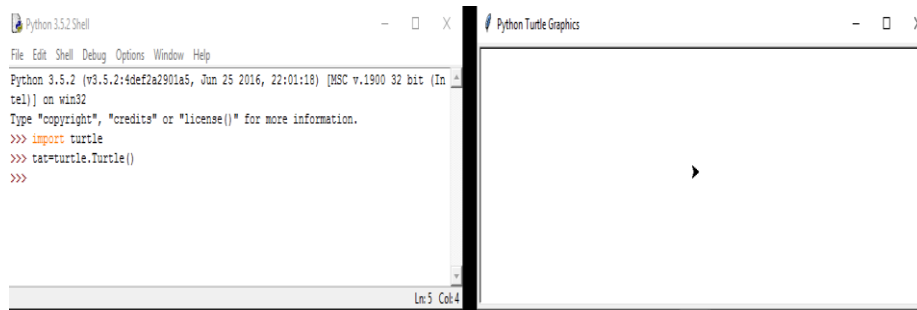 Python 3.5.2 Shell
File Edit Shell Debug Options Window Help
Python 3.5.2 (v3.5.2:4def2a2901a5, Jun 25 2016, 22:01:18) [MSC v.1900 32 bit (In
tel)] on win32
Type "copyright", "credits" or "license()" for more information.
>>> import turtle
>>> tat=turtle.Turtle()
>>>
Ln: 5 Col: 4
Python Turtle Graphics